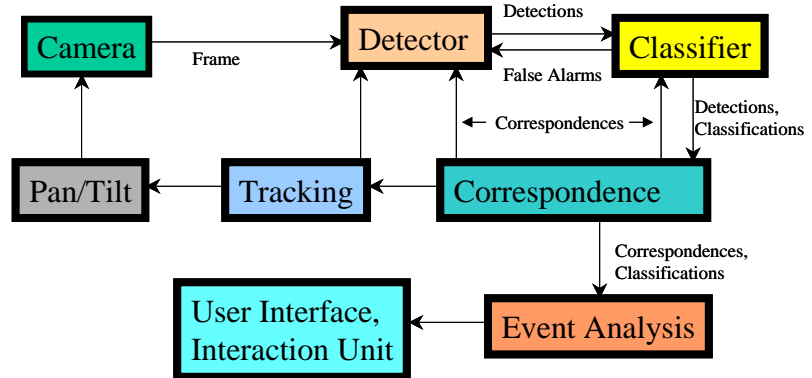 Camera
Frame
Detector
Detections
False Alarms
Classifier
Correspondences
Detections,
Classifications
Pan/Tilt
Tracking
Correspondence
Correspondences,
Classifications
User Interface,
Interaction Unit
Event Analysis